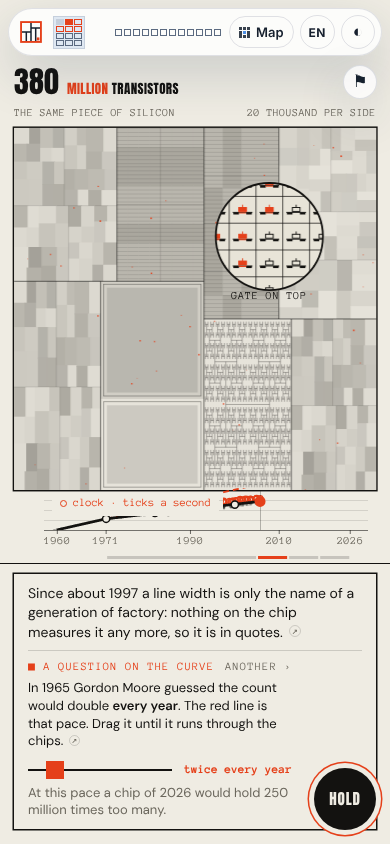 Map
EN
380 MILLION TRANSISTORS
THE SAME PIECE OF SILICON
20 THOUSAND PER SIDE
GATE ON TOP
clock · ticks a second
1960 1971 1990 2010 2026
Since about 1997 a line width is only the name of a
generation of factory: nothing on the chip
measures it any more, so it is in quotes.
A QUESTION ON THE CURVE ANOTHER ›
In 1965 Gordon Moore guessed the count
would double every year. The red line is
that pace. Drag it until it runs through the
chips.
twice every year
At this pace a chip of 2026 would hold 250
million times too many.
HOLD